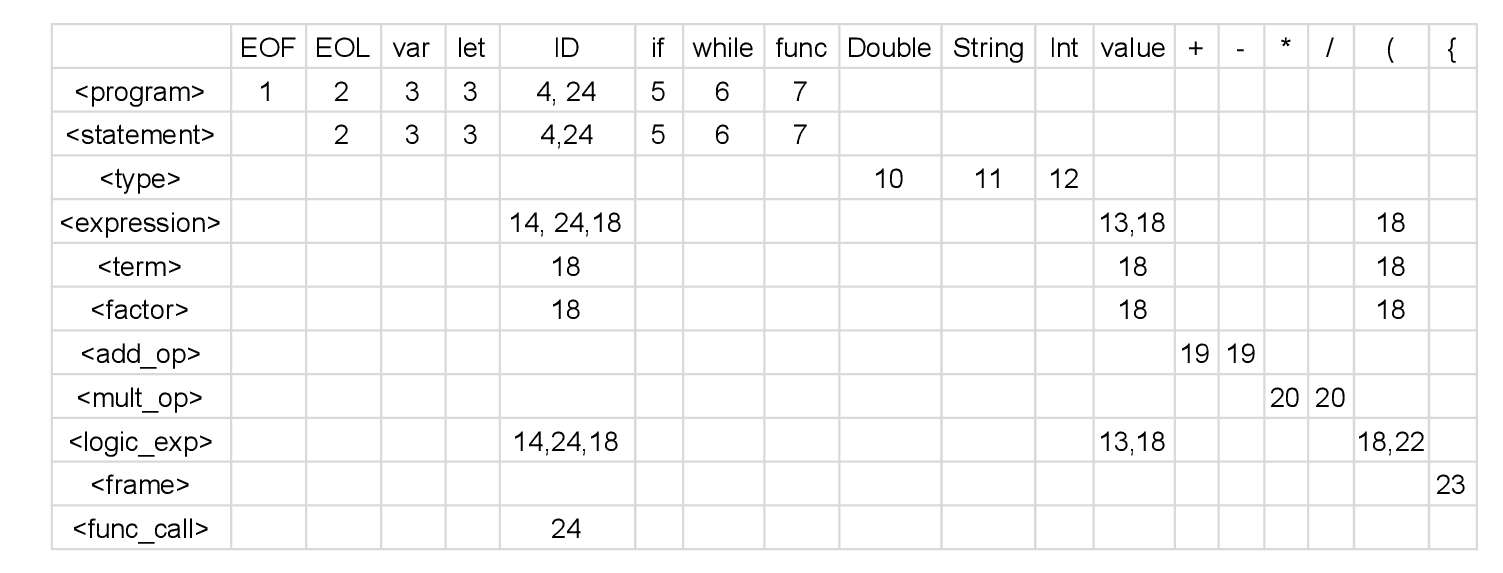 EOF EOL var let ID if while func Double String Int value + - * / ( {
<program> 1 2 3 3 4, 24 5 6 7
<statement> 2 3 3 4,24 5 6 7
<type> 10 11 12
<expression> 14, 24,18 13,18 18
<term> 18 18 18
<factor> 18 18 18
<add_op> 19 19
<mult_op> 20 20
<logic_exp> 14,24,18 13,18 18,22
<frame> 23
<func_call> 24